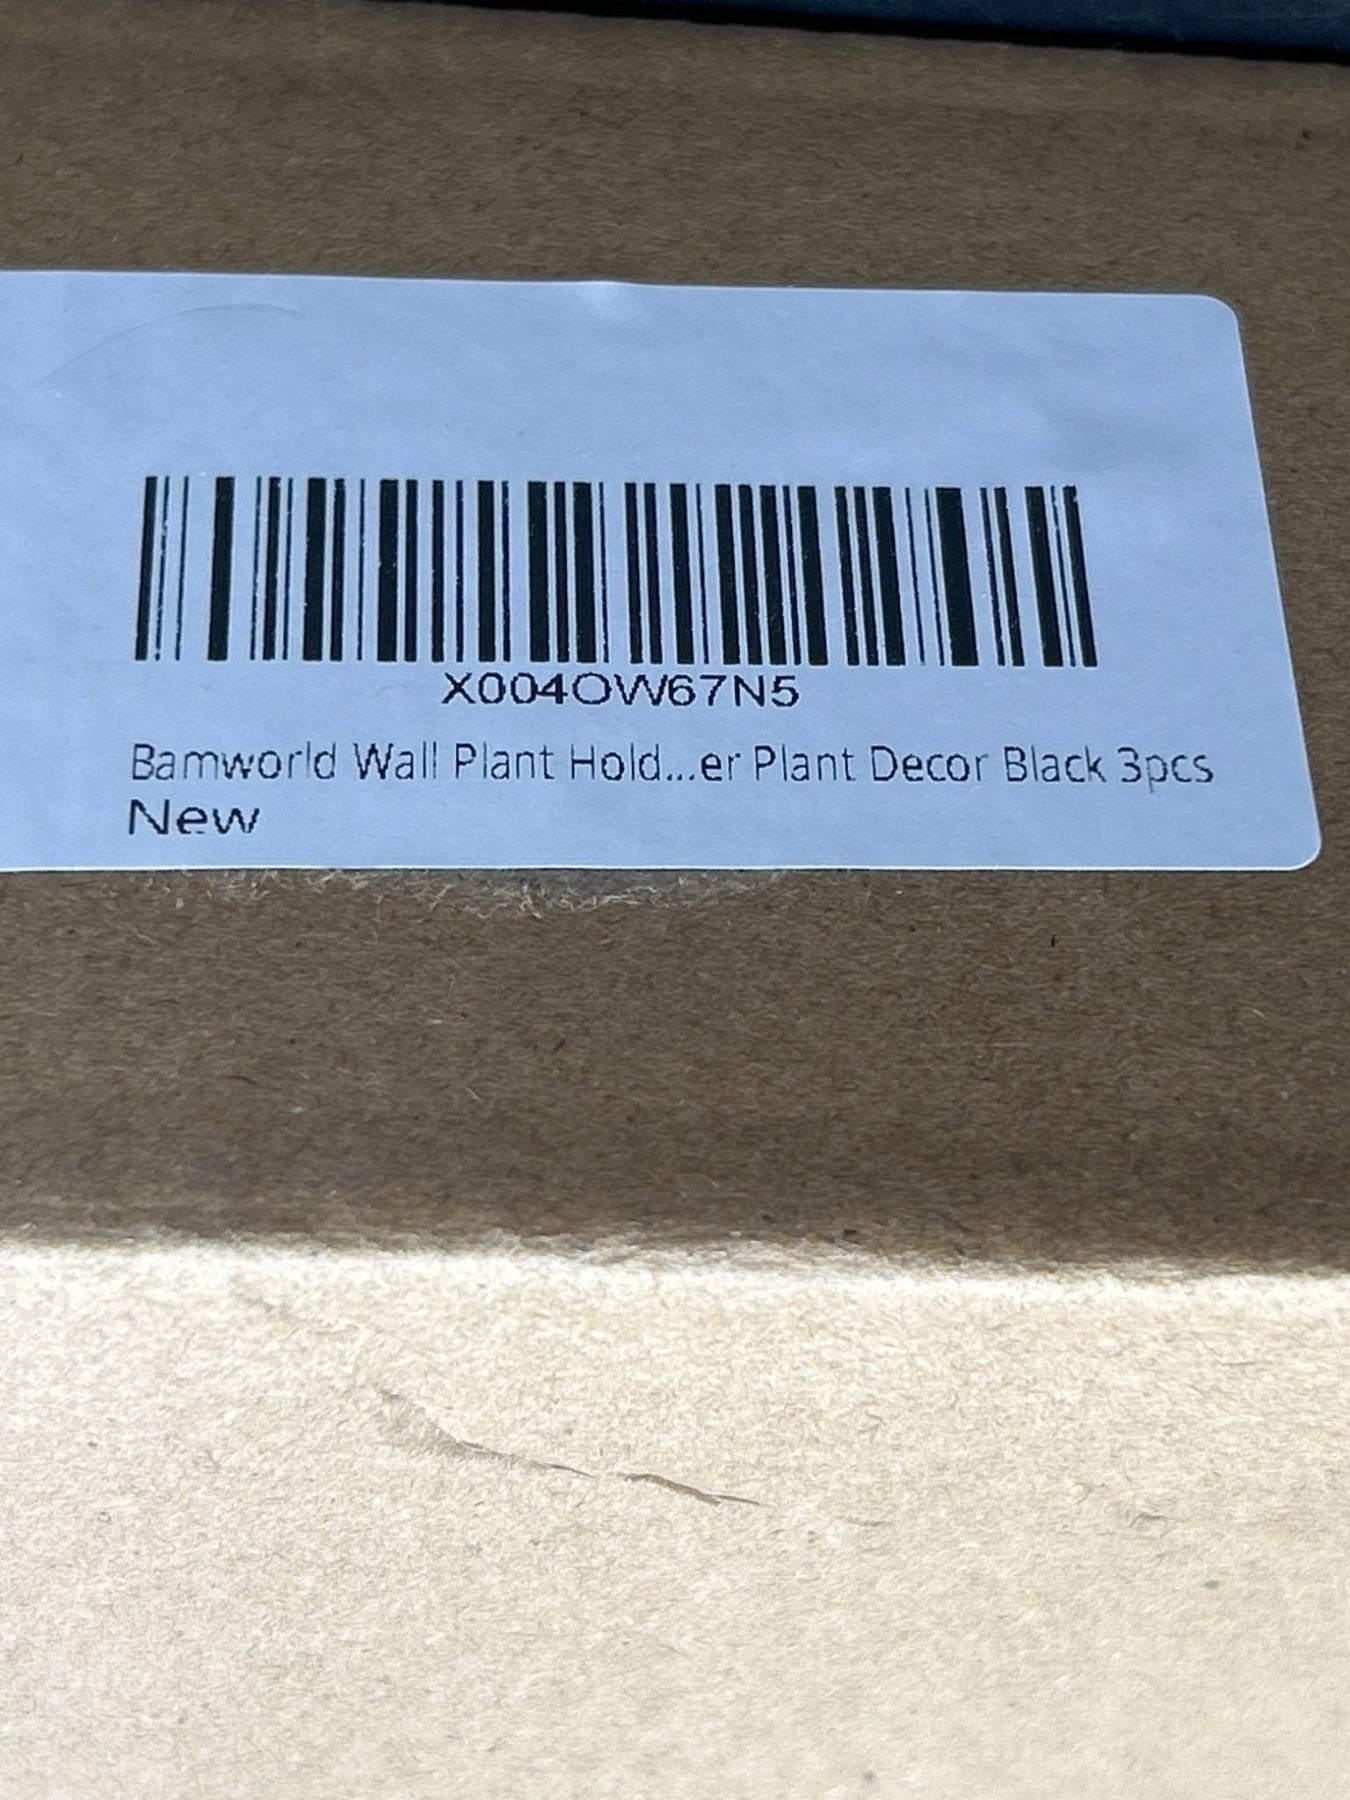 X004OW67N5
Bamworld Wall Plant Hold...er Plant Decor Black 3pcs
New